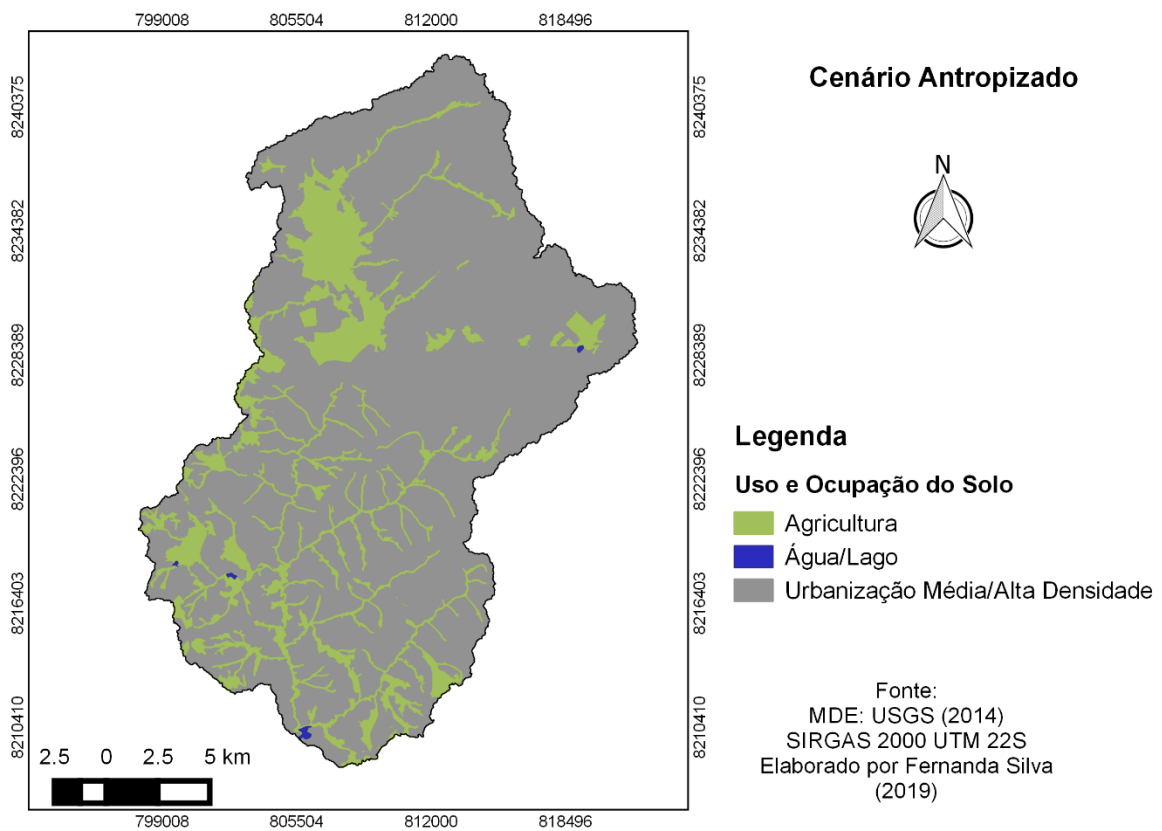 799008 805504 812000 818496
Cenário Antropizado
N
8240375 8240375
8234382 8234382
8228389 8228389
8222396 8222396
8216403 8216403
8210410 8210410
Legenda
Uso e Ocupação do Solo
Agricultura
Água/Lago
Urbanização Média/Alta Densidade
Fonte:
MDE: USGS (2014)
SIRGAS 2000 UTM 22S
Elaborado por Fernanda Silva
(2019)
2.5 0 2.5 5 km
799008 805504 812000 818496